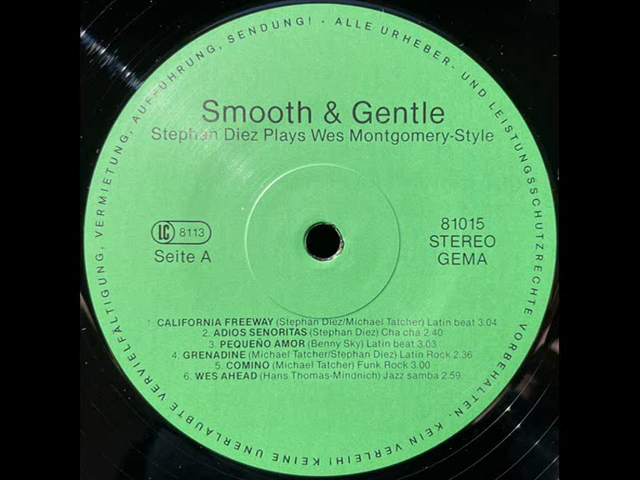 ALLE URHEBER- UND LEISTUNGSSCHUTZRECHTE VORBEHALTEN · KEIN VERLEIH! KEINE UNERLAUBTE VERVIELFÄLTIGUNG, VERMIETUNG, AUFFÜHRUNG, SENDUNG! ·
Smooth & Gentle
Stephan Diez Plays Wes Montgomery-Style
LC 8113
Seite A
81015
STEREO
GEMA
1. CALIFORNIA FREEWAY (Stephan Diez/Michael Tatcher) Latin beat 3.04
2. ADIOS SEÑORITAS (Stephan Diez) Cha cha 2.40
3. PEQUEÑO AMOR (Benny Sky) Latin beat 3.03
4. GRENADINE (Michael Tatcher/Stephan Diez) Latin Rock 2.36
5. COMINO (Michael Tatcher) Funk Rock 3.00
6. WES AHEAD (Hans Thomas-Mindnich) Jazz samba 2.59